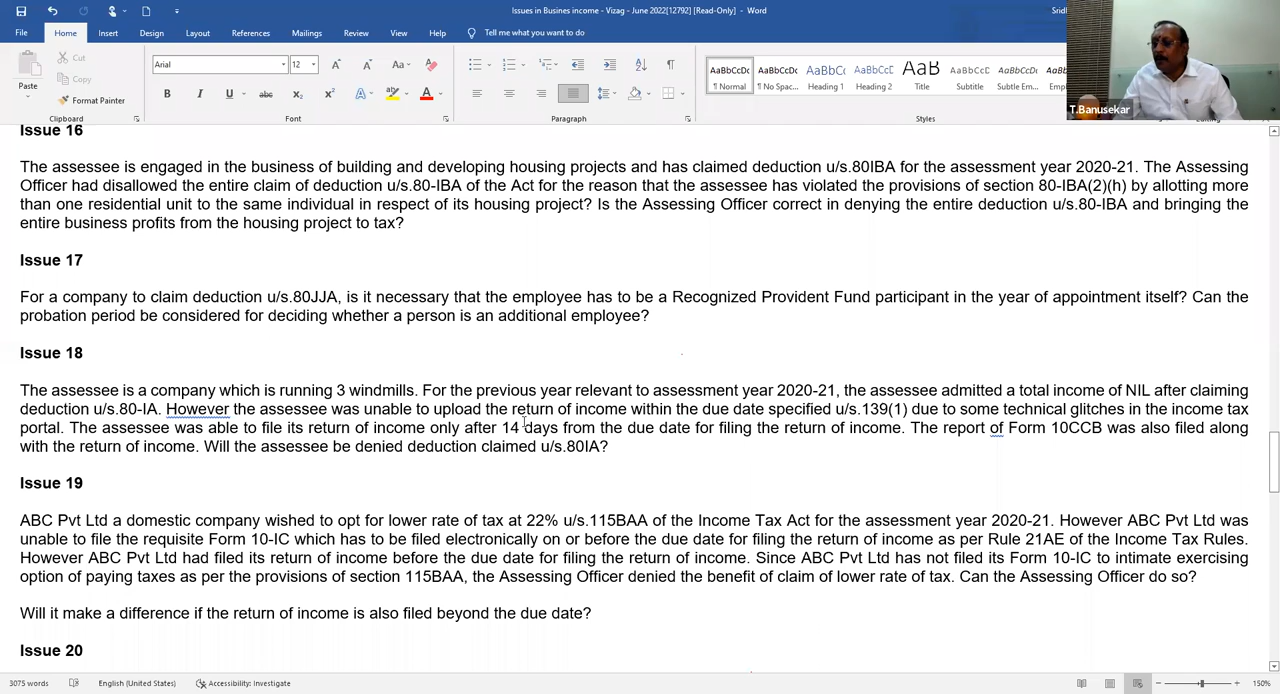 Issues in Busines income - Vizag - June 2022[12792] [Read-Only] - Word
Sridh
File Home Insert Design Layout References Mailings Review View Help Tell me what you want to do
Paste
Cut
Copy
Format Painter
Arial 12
Aa
B I U abc x₂ x² A A
AaBbCcDc AaBbCcDc AaBbCc AaBbCcD AaB AaBbCcD AaBbCcDc AaBb
¶ Normal ¶ No Spac... Heading 1 Heading 2 Title Subtitle Subtle Em... Emp
Clipboard Font Paragraph Styles
T.Banusekar
Issue 16
The assessee is engaged in the business of building and developing housing projects and has claimed deduction u/s.80IBA for the assessment year 2020-21. The Assessing
Officer had disallowed the entire claim of deduction u/s.80-IBA of the Act for the reason that the assessee has violated the provisions of section 80-IBA(2)(h) by allotting more
than one residential unit to the same individual in respect of its housing project? Is the Assessing Officer correct in denying the entire deduction u/s.80-IBA and bringing the
entire business profits from the housing project to tax?
Issue 17
For a company to claim deduction u/s.80JJA, is it necessary that the employee has to be a Recognized Provident Fund participant in the year of appointment itself? Can the
probation period be considered for deciding whether a person is an additional employee?
Issue 18
The assessee is a company which is running 3 windmills. For the previous year relevant to assessment year 2020-21, the assessee admitted a total income of NIL after claiming
deduction u/s.80-IA. However the assessee was unable to upload the return of income within the due date specified u/s.139(1) due to some technical glitches in the income tax
portal. The assessee was able to file its return of income only after 14 days from the due date for filing the return of income. The report of Form 10CCB was also filed along
with the return of income. Will the assessee be denied deduction claimed u/s.80IA?
Issue 19
ABC Pvt Ltd a domestic company wished to opt for lower rate of tax at 22% u/s.115BAA of the Income Tax Act for the assessment year 2020-21. However ABC Pvt Ltd was
unable to file the requisite Form 10-IC which has to be filed electronically on or before the due date for filing the return of income as per Rule 21AE of the Income Tax Rules.
However ABC Pvt Ltd had filed its return of income before the due date for filing the return of income. Since ABC Pvt Ltd has not filed its Form 10-IC to intimate exercising
option of paying taxes as per the provisions of section 115BAA, the Assessing Officer denied the benefit of claim of lower rate of tax. Can the Assessing Officer do so?
Will it make a difference if the return of income is also filed beyond the due date?
Issue 20
3075 words English (United States) Accessibility: Investigate 150%